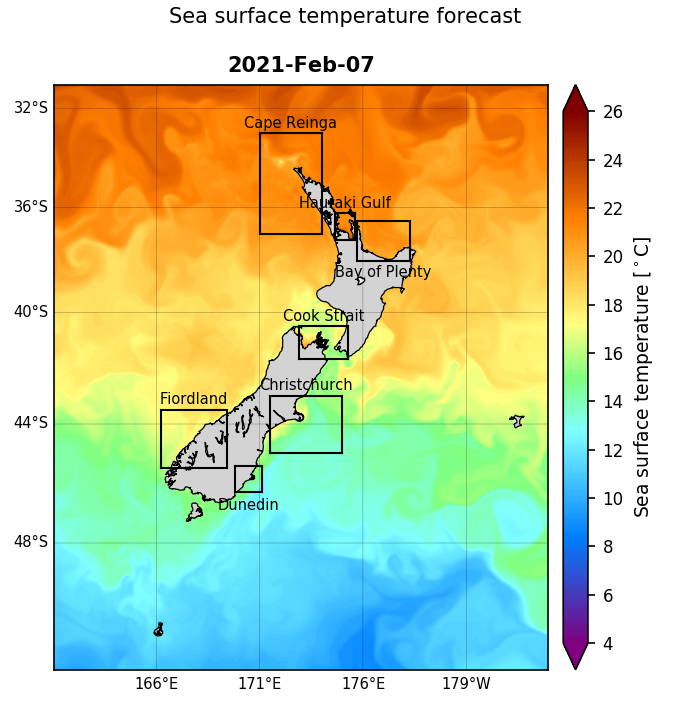 Sea surface temperature forecast
2021-Feb-07
32°S
36°S
40°S
44°S
48°S
Cape Reinga
Hauraki Gulf
Bay of Plenty
Cook Strait
Christchurch
Fiordland
Dunedin
166°E
171°E
176°E
179°W
26
24
22
20
18
16
14
12
10
8
6
4
Sea surface temperature [°C]